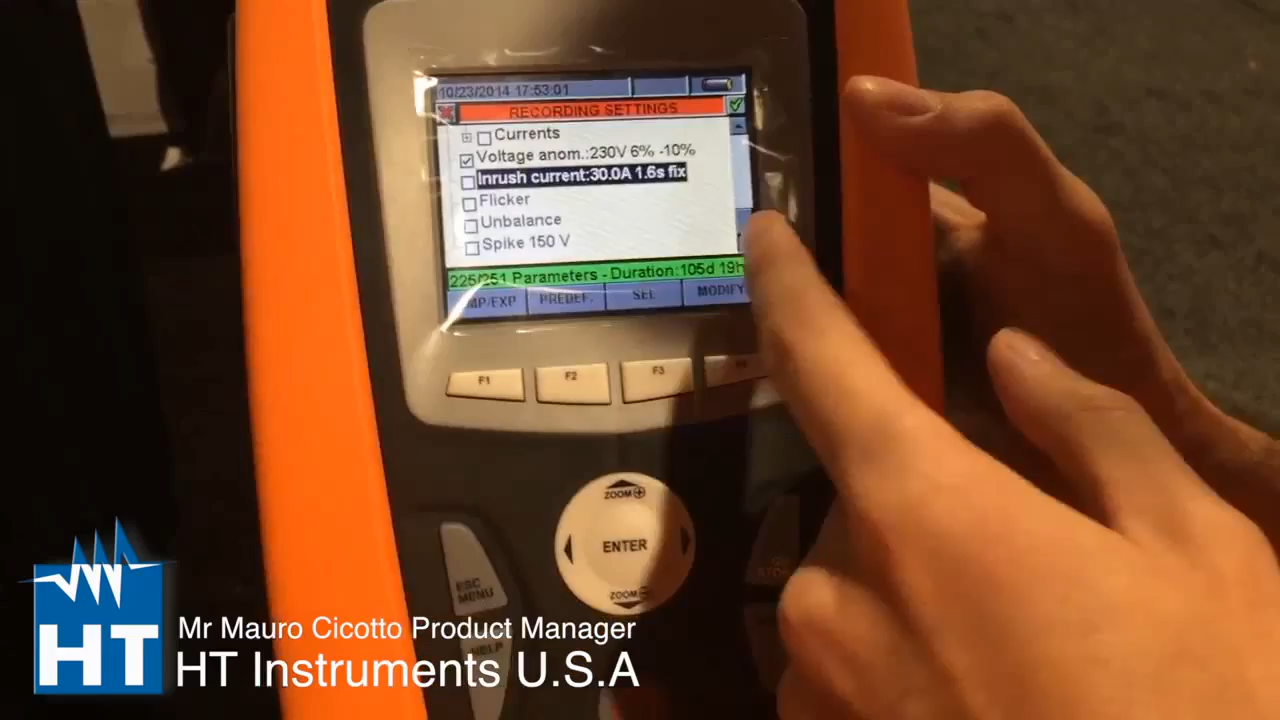 10/23/2014 17:53:01
RECORDING SETTINGS
Currents
Voltage anom.:230V 6% -10%
Inrush current:30.0A 1.6s fix
Flicker
Unbalance
Spike 150 V
225/251 Parameters - Duration:105d 19h
MP/EXP PREDEF. SEL MODIFY
F1 F2 F3
ZOOM
ENTER
ZOOM
ESC
MENU
HELP
HT
Mr Mauro Cicotto Product Manager
HT Instruments U.S.A